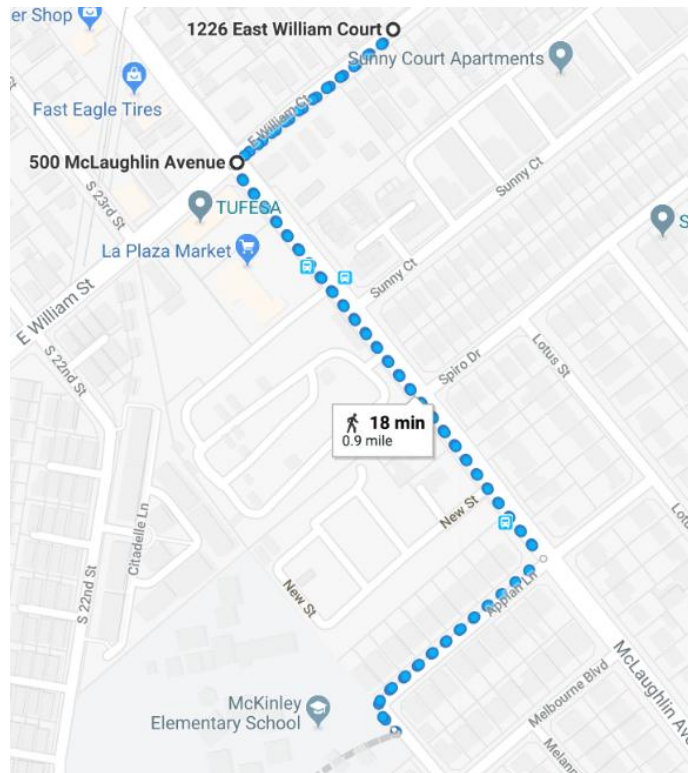 er Shop
1226 East William Court
Sunny Court Apartments
Fast Eagle Tires
E William Ct
500 McLaughlin Avenue
S 23rd St
Sunny Ct
TUFESA
S
La Plaza Market
Sunny Ct
E William St
S 22nd St
Lotus St
Spiro Dr
18 min
0.9 mile
Citadelle Ln
New St
Lotu
S 22nd St
New St
Appian Ln
McLaughlin Av
Melbourne Blvd
McKinley
Elementary School
Melann